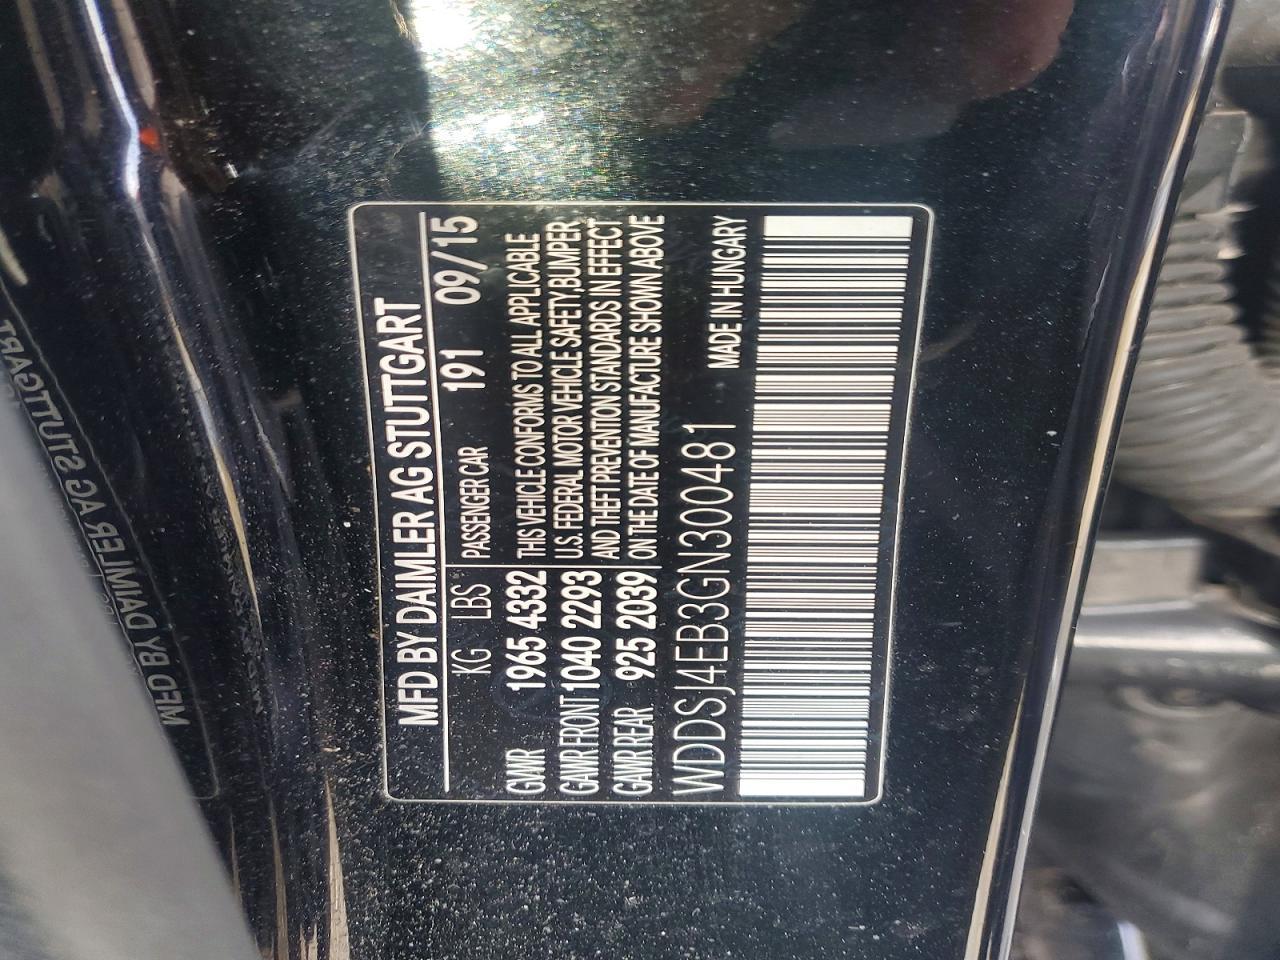 MFD BY DAIMLER AG STUTTGART
KG LBS PASSENGER CAR 191 09/15
GVWR 1965 4332 THIS VEHICLE CONFORMS TO ALL APPLICABLE
GAWR FRONT 1040 2293 U.S. FEDERAL MOTOR VEHICLE SAFETY,BUMPER
GAWR REAR 925 2039 AND THEFT PREVENTION STANDARDS IN EFFECT
ON THE DATE OF MANUFACTURE SHOWN ABOVE
WDDSJ4EB3GN300481 MADE IN HUNGARY
MFD BY DAIMLER AG STUTTGART